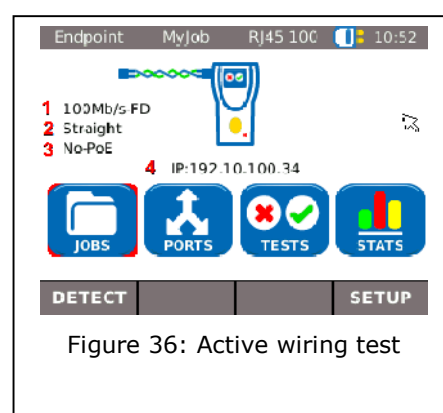 Endpoint MyJob RJ45 100 10:52
1 100Mb/s-FD
2 Straight
3 No-PoE
4 IP:192.10.100.34
JOBS PORTS TESTS STATS
DETECT SETUP
Figure 36: Active wiring test